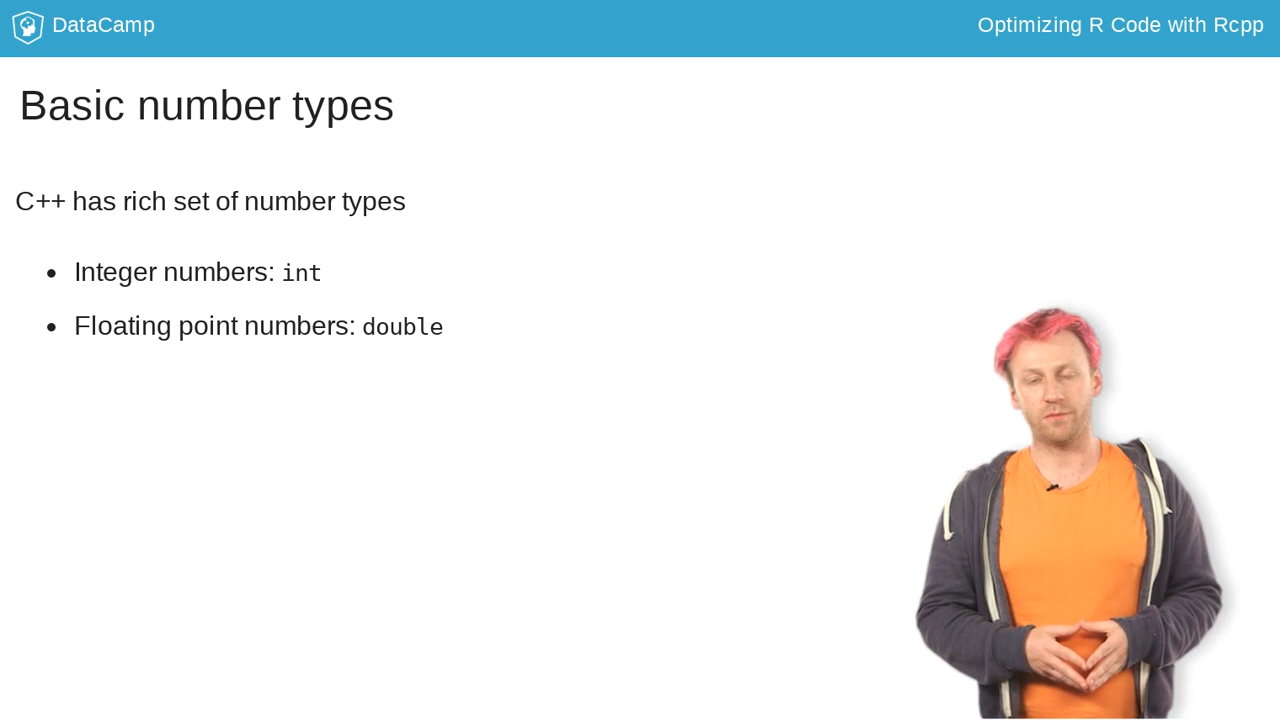 DataCamp
Optimizing R Code with Rcpp
Basic number types
C++ has rich set of number types
Integer numbers: int
Floating point numbers: double